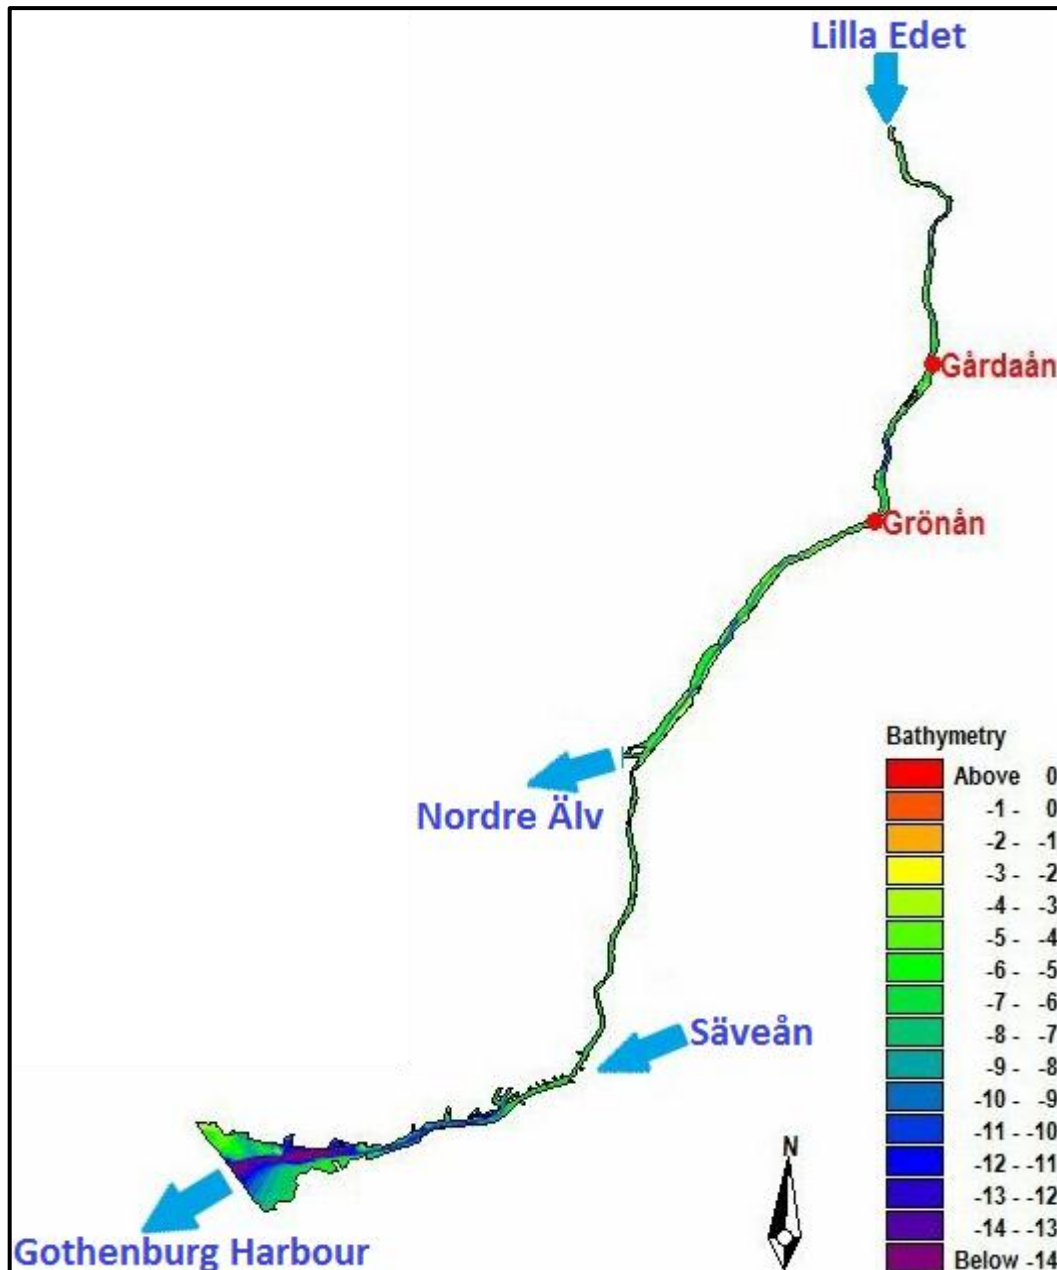 Lilla Edet
Gårdaån
Grönån
Nordre Älv
Säveån
Gothenburg Harbour
N
Bathymetry
Above 0
-1 - 0
-2 - -1
-3 - -2
-4 - -3
-5 - -4
-6 - -5
-7 - -6
-8 - -7
-9 - -8
-10 - -9
-11 - -10
-12 - -11
-13 - -12
-14 - -13
Below -14